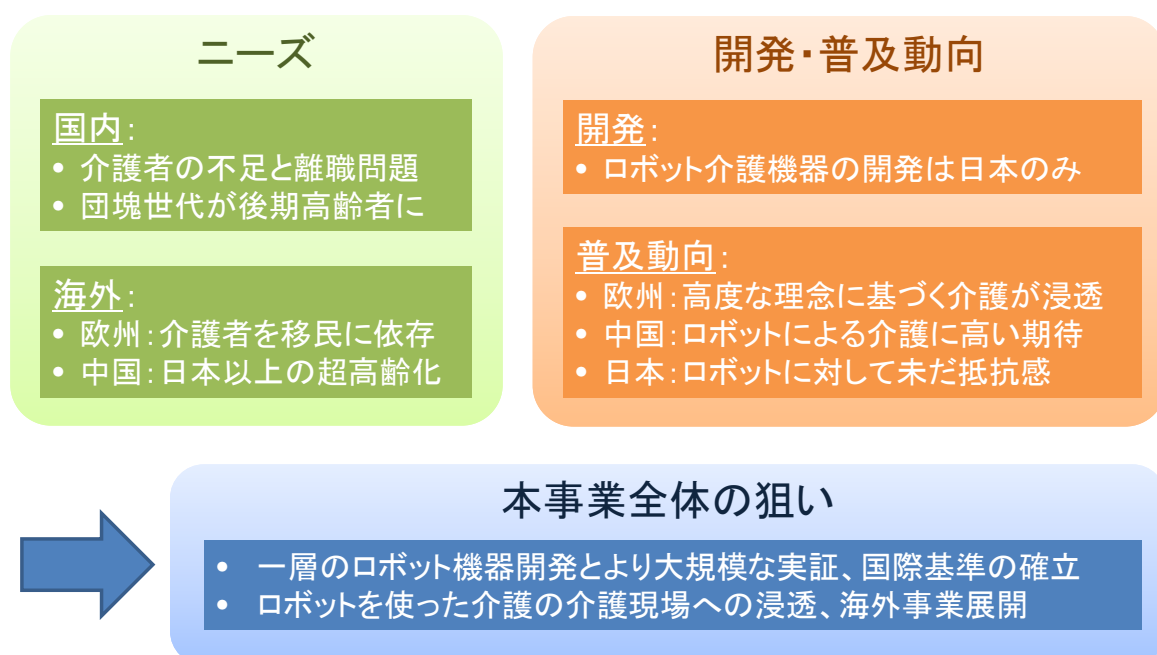 ニーズ
国内:
• 介護者の不足と離職問題
• 団塊世代が後期高齢者に
海外:
• 欧州:介護者を移民に依存
• 中国:日本以上の超高齢化
開発・普及動向
開発:
• ロボット介護機器の開発は日本のみ
普及動向:
• 欧州:高度な理念に基づく介護が浸透
• 中国:ロボットによる介護に高い期待
• 日本:ロボットに対して未だ抵抗感
本事業全体の狙い
• 一層のロボット機器開発とより大規模な実証、国際基準の確立
• ロボットを使った介護の介護現場への浸透、海外事業展開